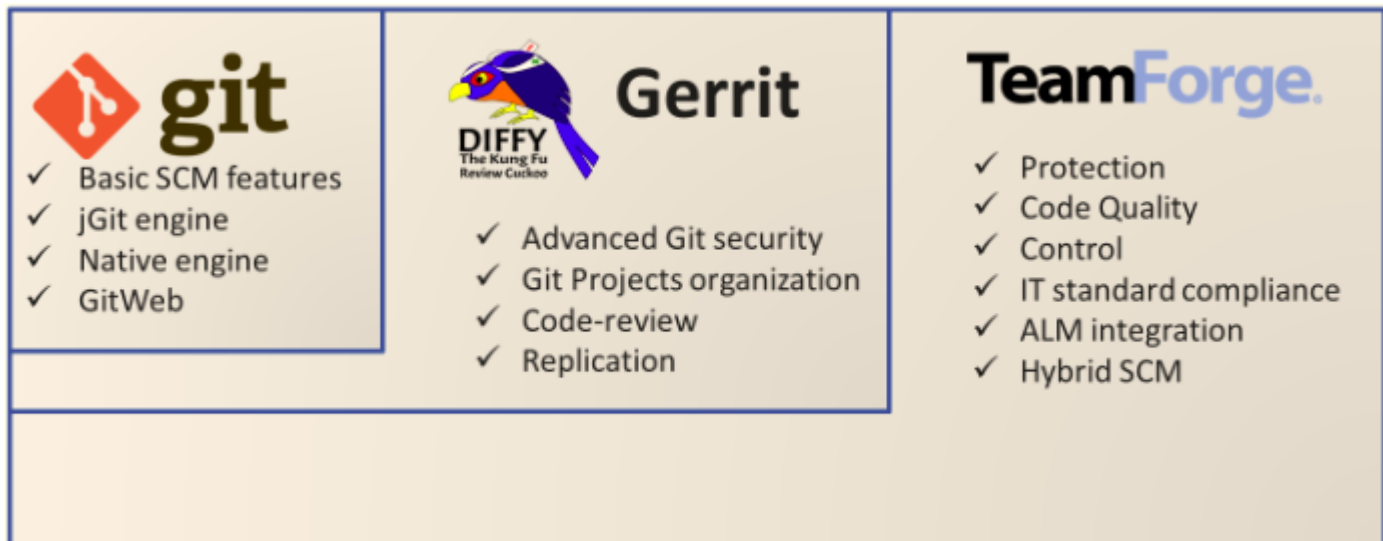 git
Basic SCM features
jGit engine
Native engine
GitWeb
DIFFY
The Kung Fu
Review Cuckoo
Gerrit
Advanced Git security
Git Projects organization
Code-review
Replication
TeamForge.
Protection
Code Quality
Control
IT standard compliance
ALM integration
Hybrid SCM